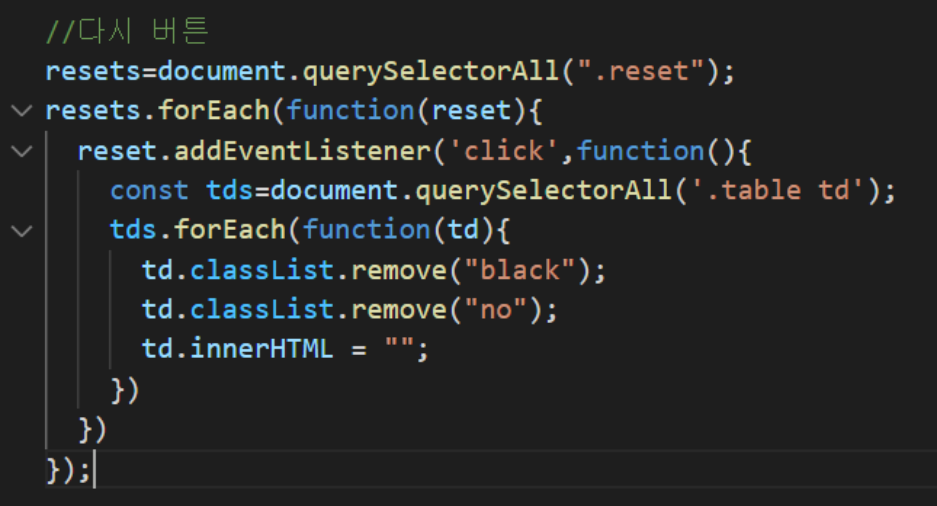 //다시 버튼
resets=document.querySelectorAll(".reset");
resets.forEach(function(reset){
reset.addEventListener('click',function(){
const tds=document.querySelectorAll('.table td');
tds.forEach(function(td){
td.classList.remove("black");
td.classList.remove("no");
td.innerHTML = "";
})
})
});